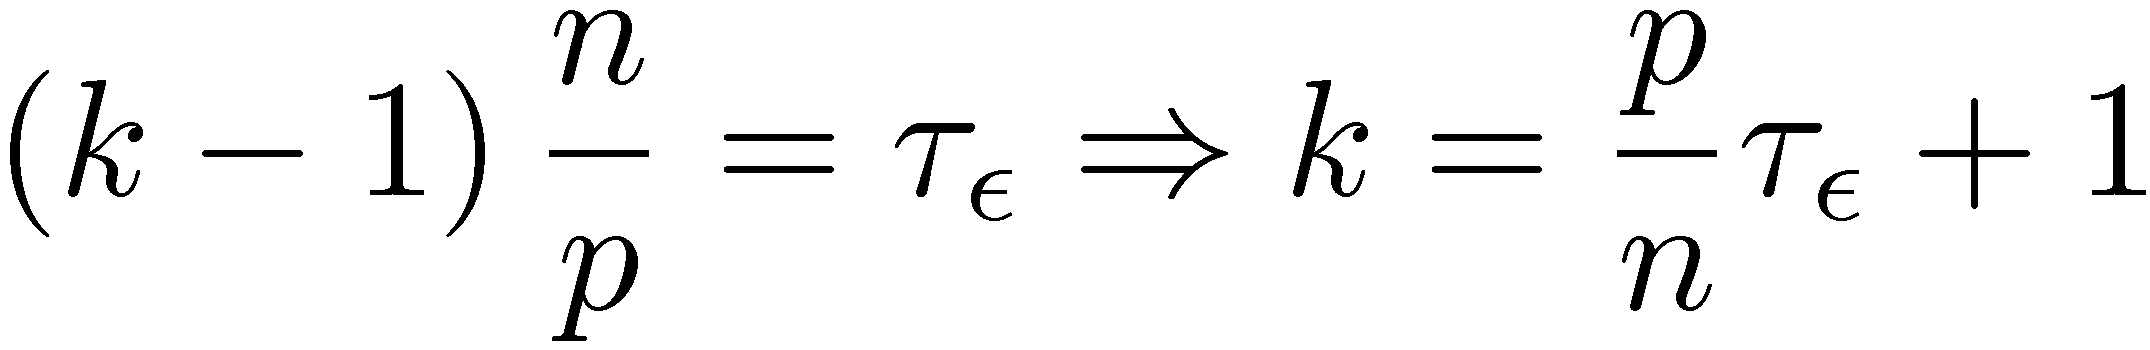 (k − 1) n/p = τ_ϵ ⇒ k = p/n τ_ϵ + 1